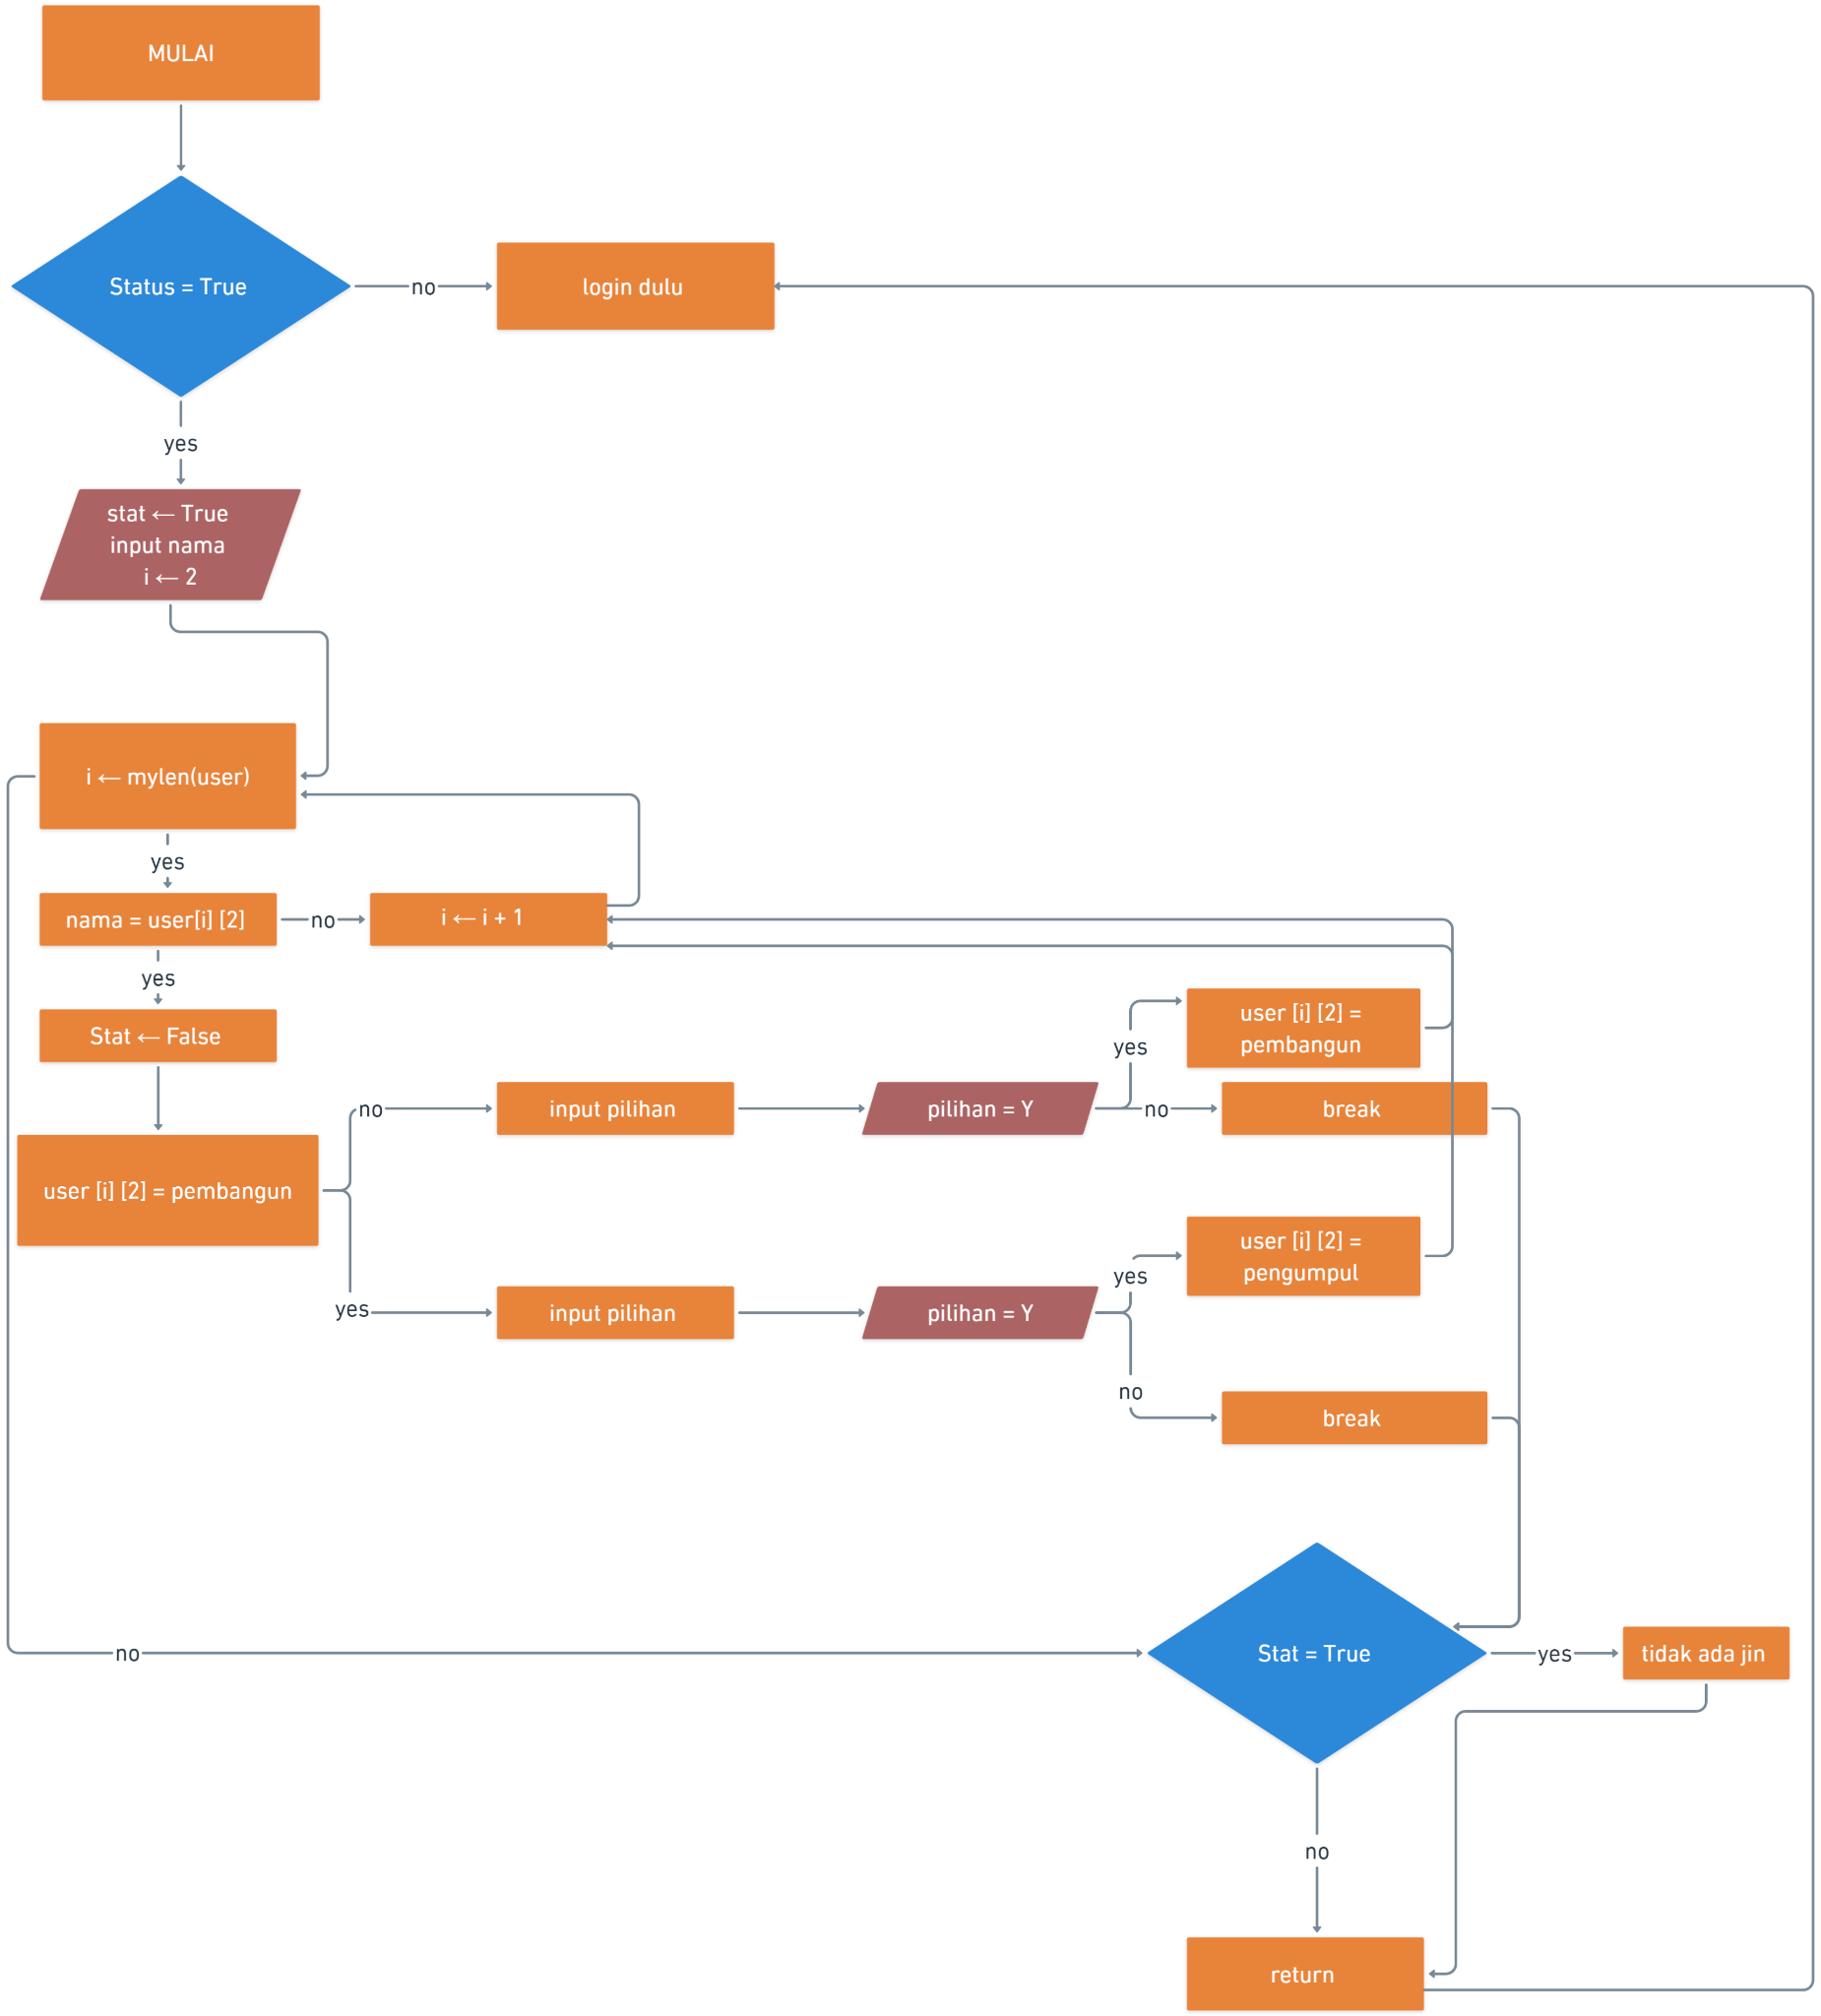 MULAI
Status = True
no
login dulu
yes
stat ← True
input nama
i ← 2
i ← mylen(user)
yes
nama = user[i] [2]
no
i ← i + 1
yes
Stat ← False
user [i] [2] =
pembangun
yes
no
input pilihan
pilihan = Y
no
break
user [i] [2] = pembangun
user [i] [2] =
pengumpul
yes
yes
input pilihan
pilihan = Y
no
break
no
Stat = True
yes
tidak ada jin
no
return